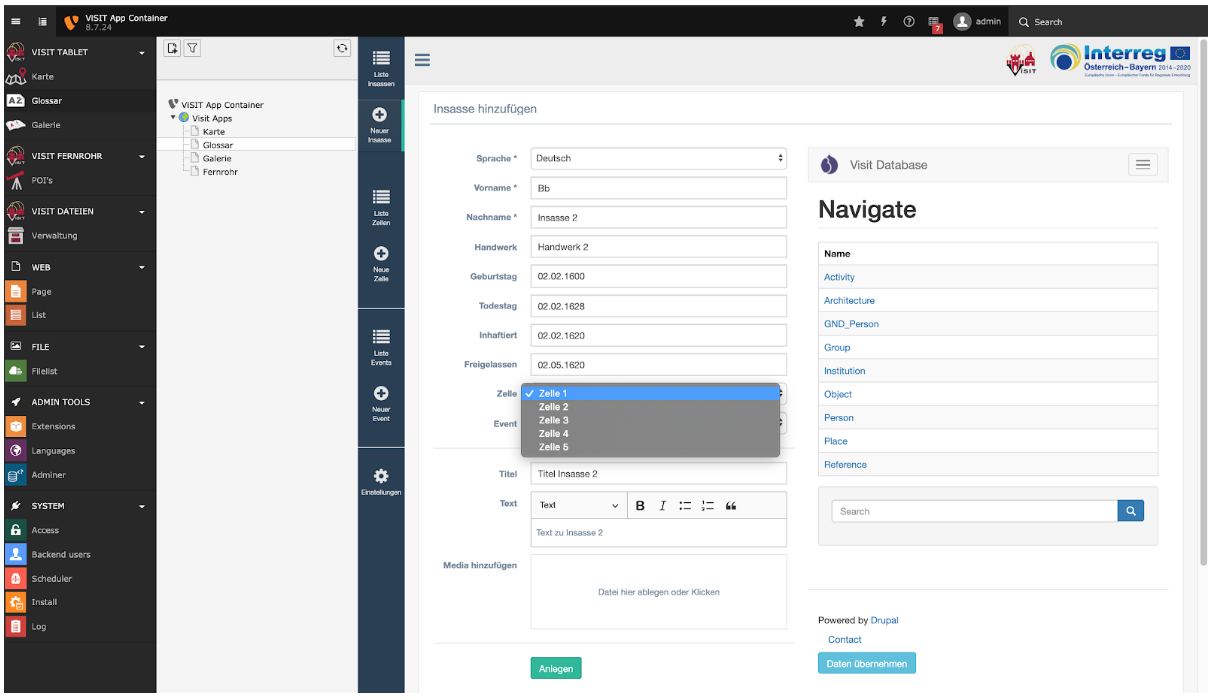 ViSIT App Container
8.7.24
7
admin
Search
VISIT TABLET
Karte
AZ
Glossar
Galerie
VISIT FERNROHR
POI's
VISIT DATEIEN
Verwaltung
WEB
Page
List
FILE
Filelist
ADMIN TOOLS
Extensions
Languages
Adminer
SYSTEM
Access
Backend users
Scheduler
Install
Log
ViSIT App Container
Visit Apps
Karte
Glossar
Galerie
Fernrohr
Liste
Insassen
Neuer
Insasse
Liste
Zellen
Neue
Zelle
Liste
Events
Neuer
Event
Einstellungen
VISIT
Interreg
Österreich-Bayern 2014-2020
Insasse hinzufügen
Sprache *
Deutsch
Vorname *
Bb
Nachname *
Insasse 2
Handwerk
Handwerk 2
Geburtstag
02.02.1600
Todestag
02.02.1628
Inhaftiert
02.02.1620
Freigelassen
02.05.1620
Zelle
Zelle 1
Zelle 2
Zelle 3
Zelle 4
Zelle 5
Event
Titel
Titel Insasse 2
Text
Text
B I
Text zu Insasse 2
Media hinzufügen
Datei hier ablegen oder Klicken
Anlegen
Visit Database
Navigate
Name
Activity
Architecture
GND_Person
Group
Institution
Object
Person
Place
Reference
Search
Powered by Drupal
Contact
Daten übernehmen